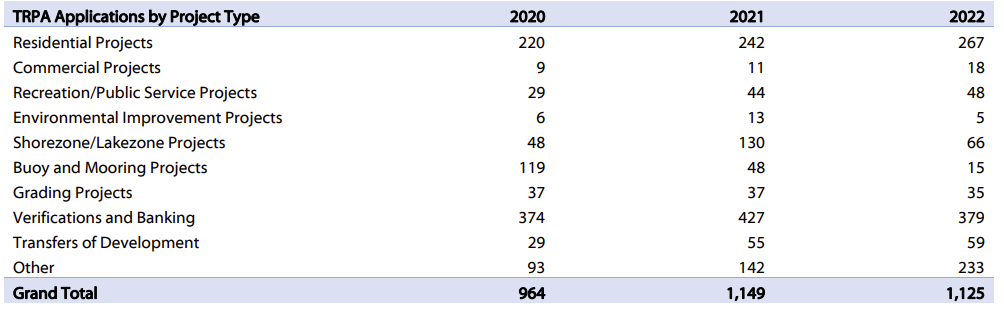 TRPA Applications by Project Type 2020 2021 2022
Residential Projects 220 242 267
Commercial Projects 9 11 18
Recreation/Public Service Projects 29 44 48
Environmental Improvement Projects 6 13 5
Shorezone/Lakezone Projects 48 130 66
Buoy and Mooring Projects 119 48 15
Grading Projects 37 37 35
Verifications and Banking 374 427 379
Transfers of Development 29 55 59
Other 93 142 233
Grand Total 964 1,149 1,125